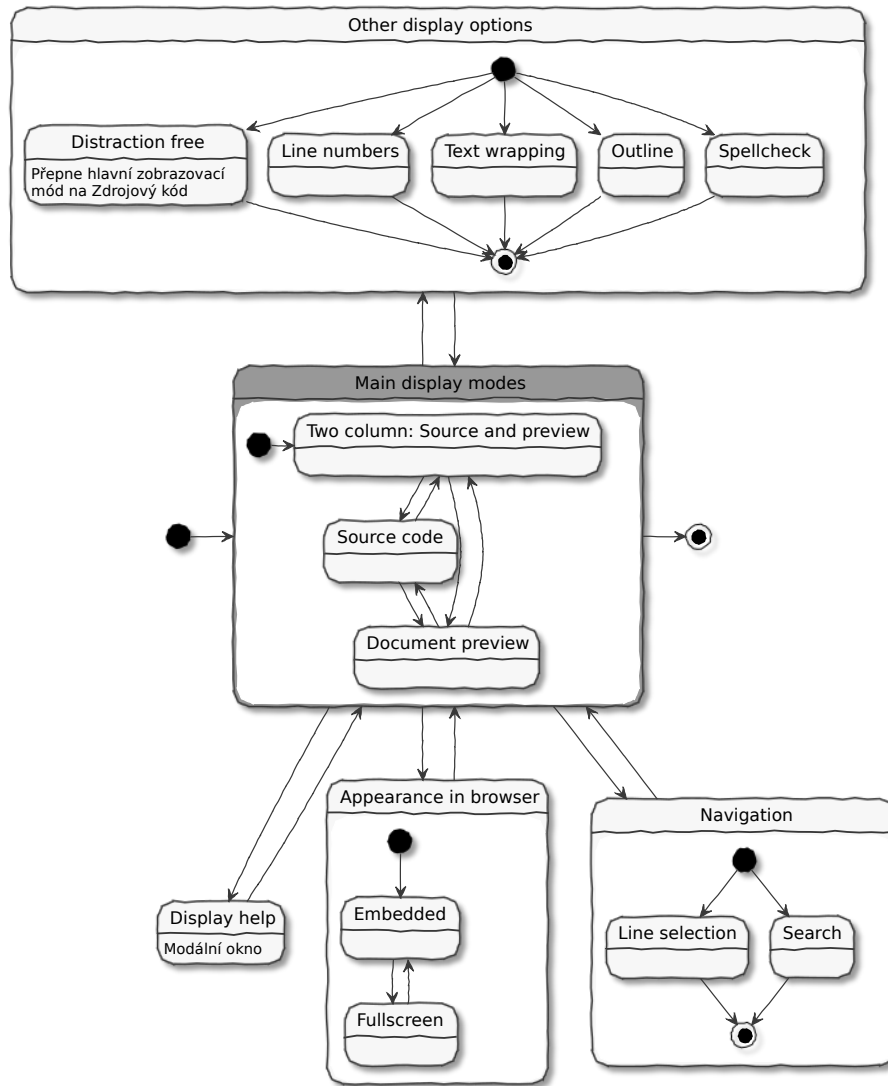 Other display options
Distraction free
Přepne hlavní zobrazovací
mód na Zdrojový kód
Line numbers
Text wrapping
Outline
Spellcheck
Main display modes
Two column: Source and preview
Source code
Document preview
Display help
Modální okno
Appearance in browser
Embedded
Fullscreen
Navigation
Line selection
Search